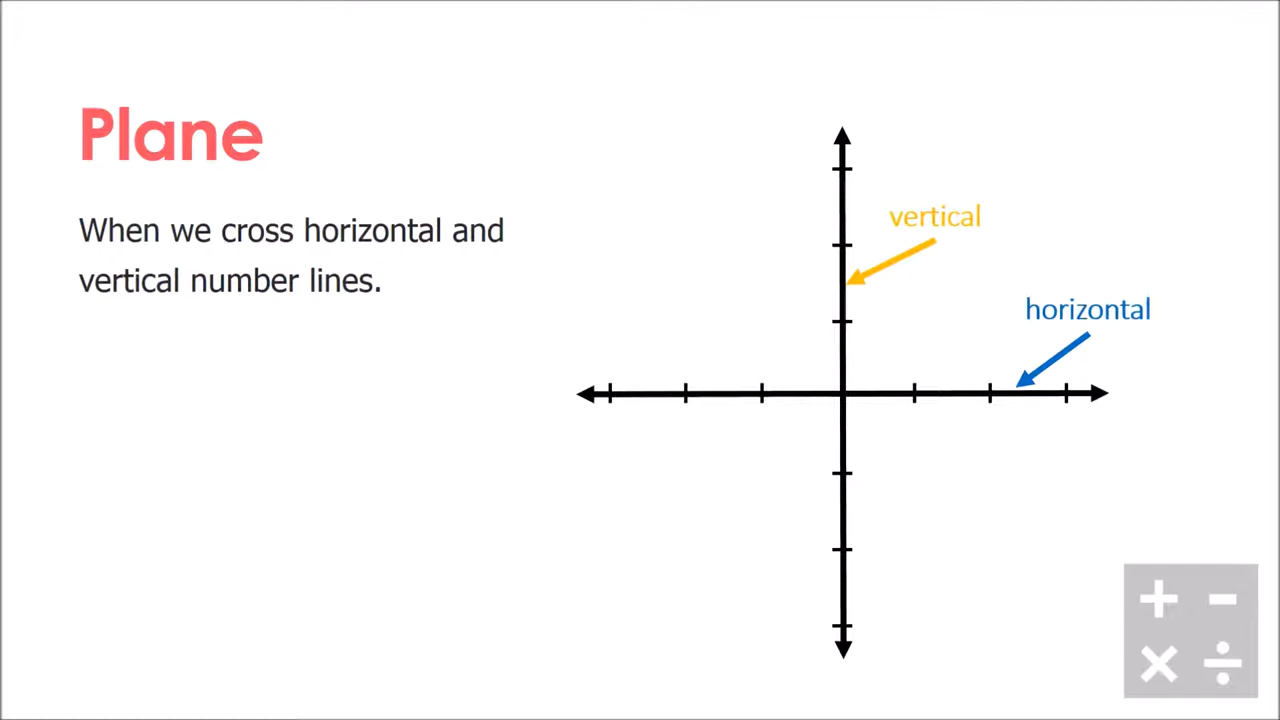 Plane
When we cross horizontal and
vertical number lines.
vertical
horizontal
+ -
× ÷